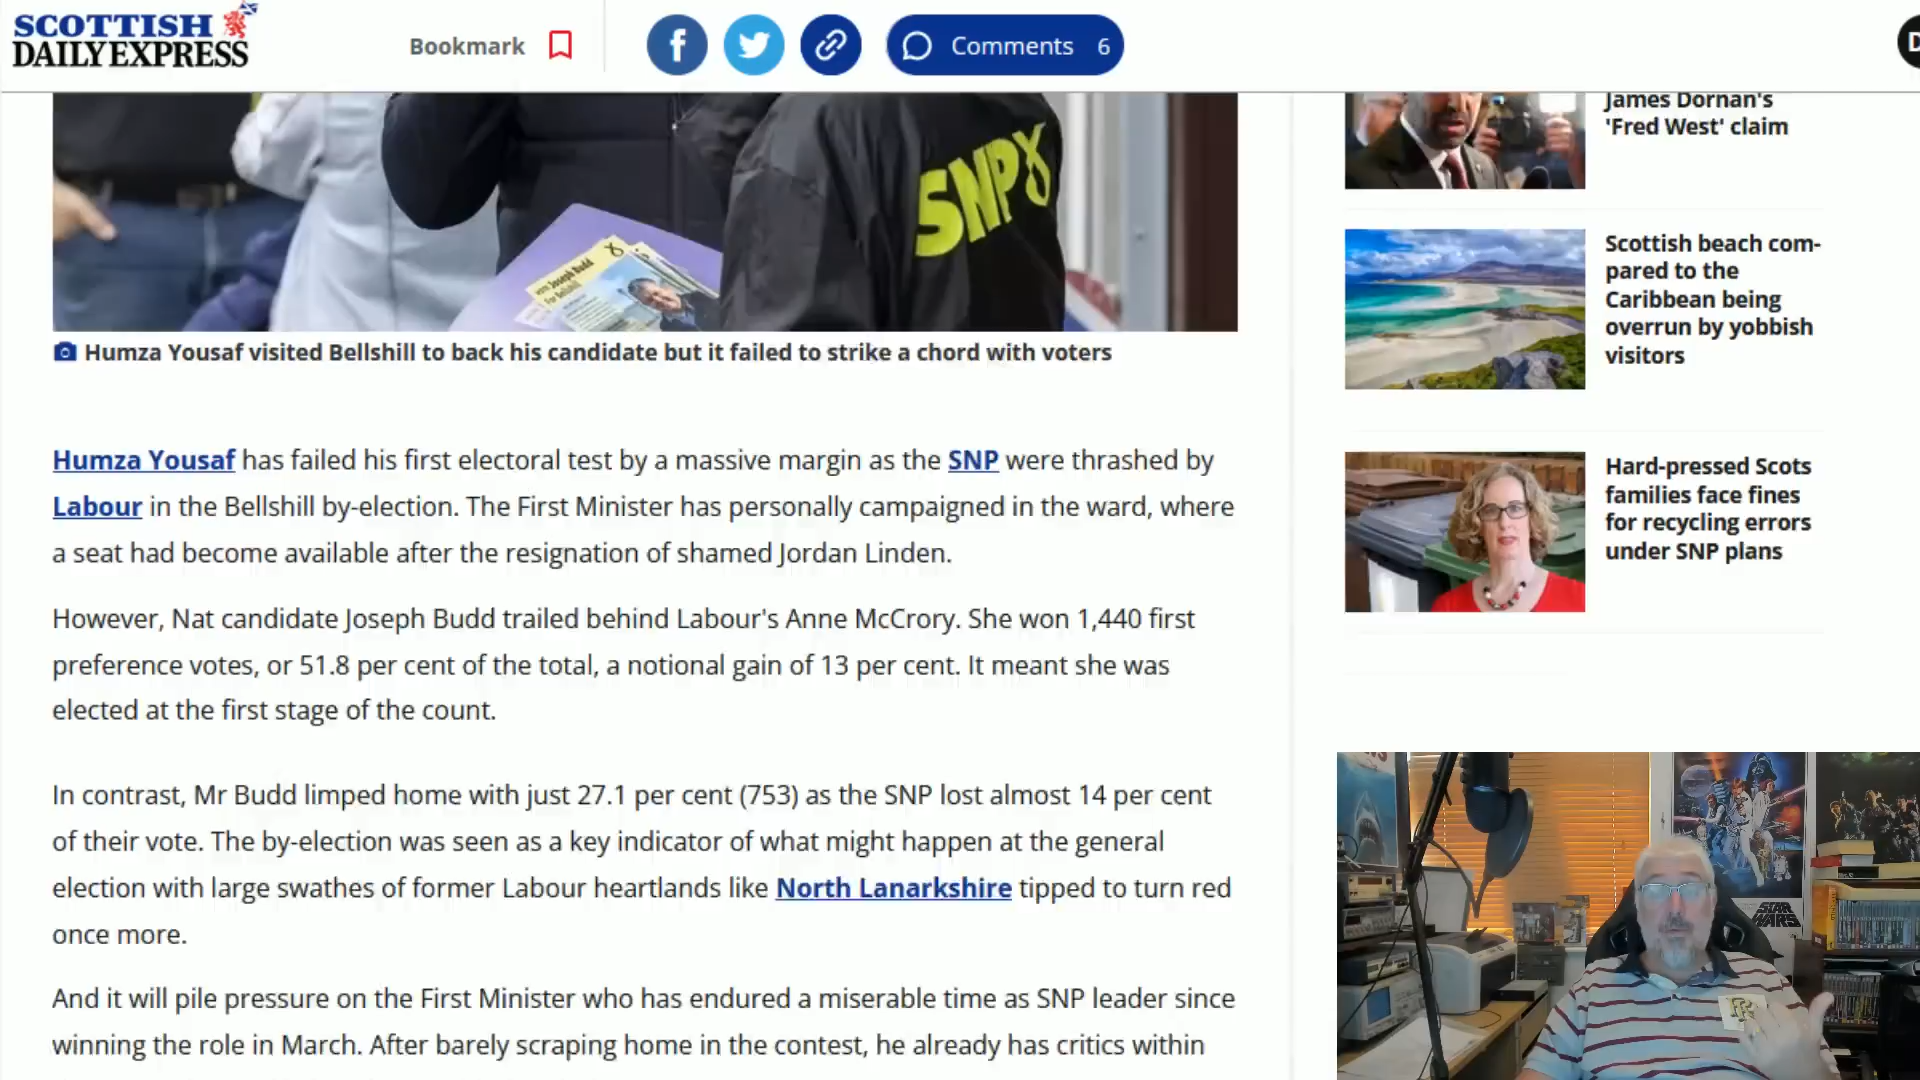 SCOTTISH
DAILY EXPRESS
Bookmark
Comments 6
D
SNP
vote Joseph Budd
For Bellshill
Humza Yousaf visited Bellshill to back his candidate but it failed to strike a chord with voters
Humza Yousaf has failed his first electoral test by a massive margin as the SNP were thrashed by
Labour in the Bellshill by-election. The First Minister has personally campaigned in the ward, where
a seat had become available after the resignation of shamed Jordan Linden.
However, Nat candidate Joseph Budd trailed behind Labour's Anne McCrory. She won 1,440 first
preference votes, or 51.8 per cent of the total, a notional gain of 13 per cent. It meant she was
elected at the first stage of the count.
In contrast, Mr Budd limped home with just 27.1 per cent (753) as the SNP lost almost 14 per cent
of their vote. The by-election was seen as a key indicator of what might happen at the general
election with large swathes of former Labour heartlands like North Lanarkshire tipped to turn red
once more.
And it will pile pressure on the First Minister who has endured a miserable time as SNP leader since
winning the role in March. After barely scraping home in the contest, he already has critics within
James Dornan's
'Fred West' claim
Scottish beach com-
pared to the
Caribbean being
overrun by yobbish
visitors
Hard-pressed Scots
families face fines
for recycling errors
under SNP plans
STAR
WARS